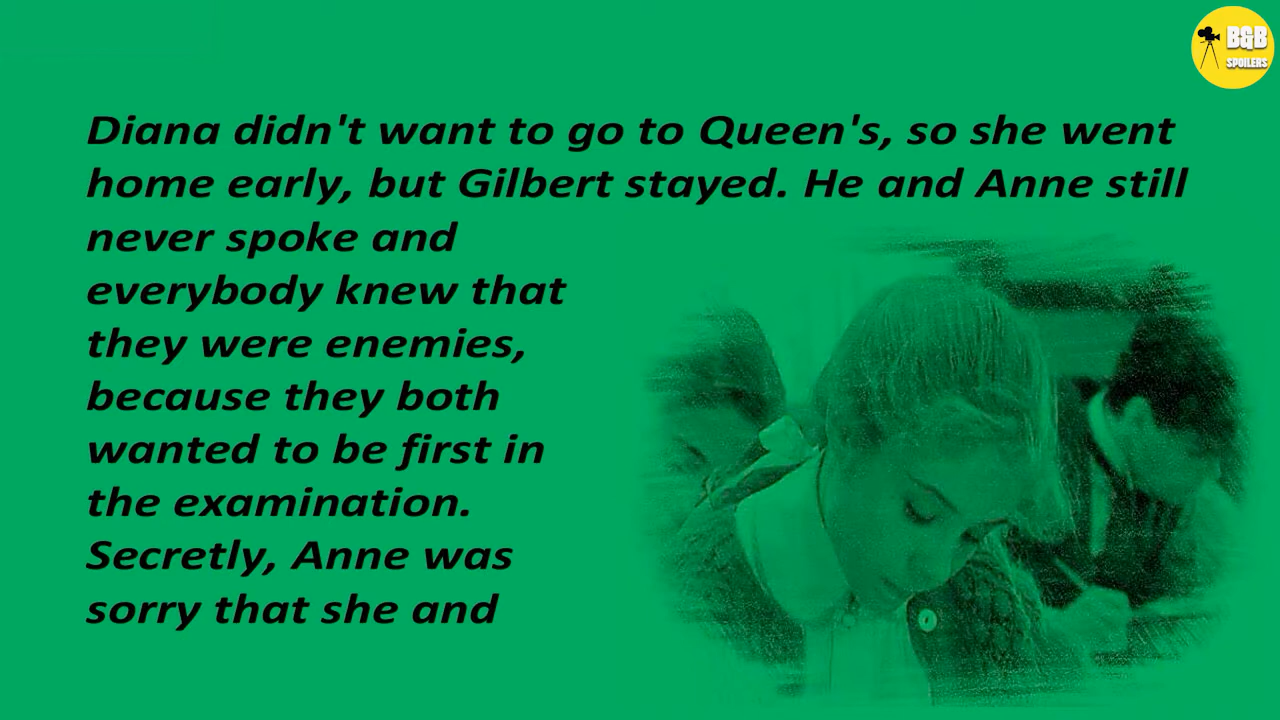 B&B
SPOILERS
Diana didn't want to go to Queen's, so she went
home early, but Gilbert stayed. He and Anne still
never spoke and
everybody knew that
they were enemies,
because they both
wanted to be first in
the examination.
Secretly, Anne was
sorry that she and